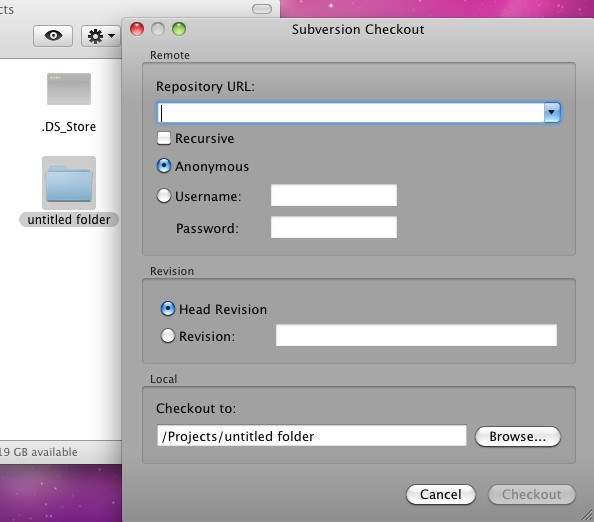 cts
Subversion Checkout
Remote
Repository URL:
Recursive
Anonymous
Username:
Password:
.DS_Store
untitled folder
Revision
Head Revision
Revision:
Local
Checkout to:
/Projects/untitled folder
Browse...
19 GB available
Cancel
Checkout